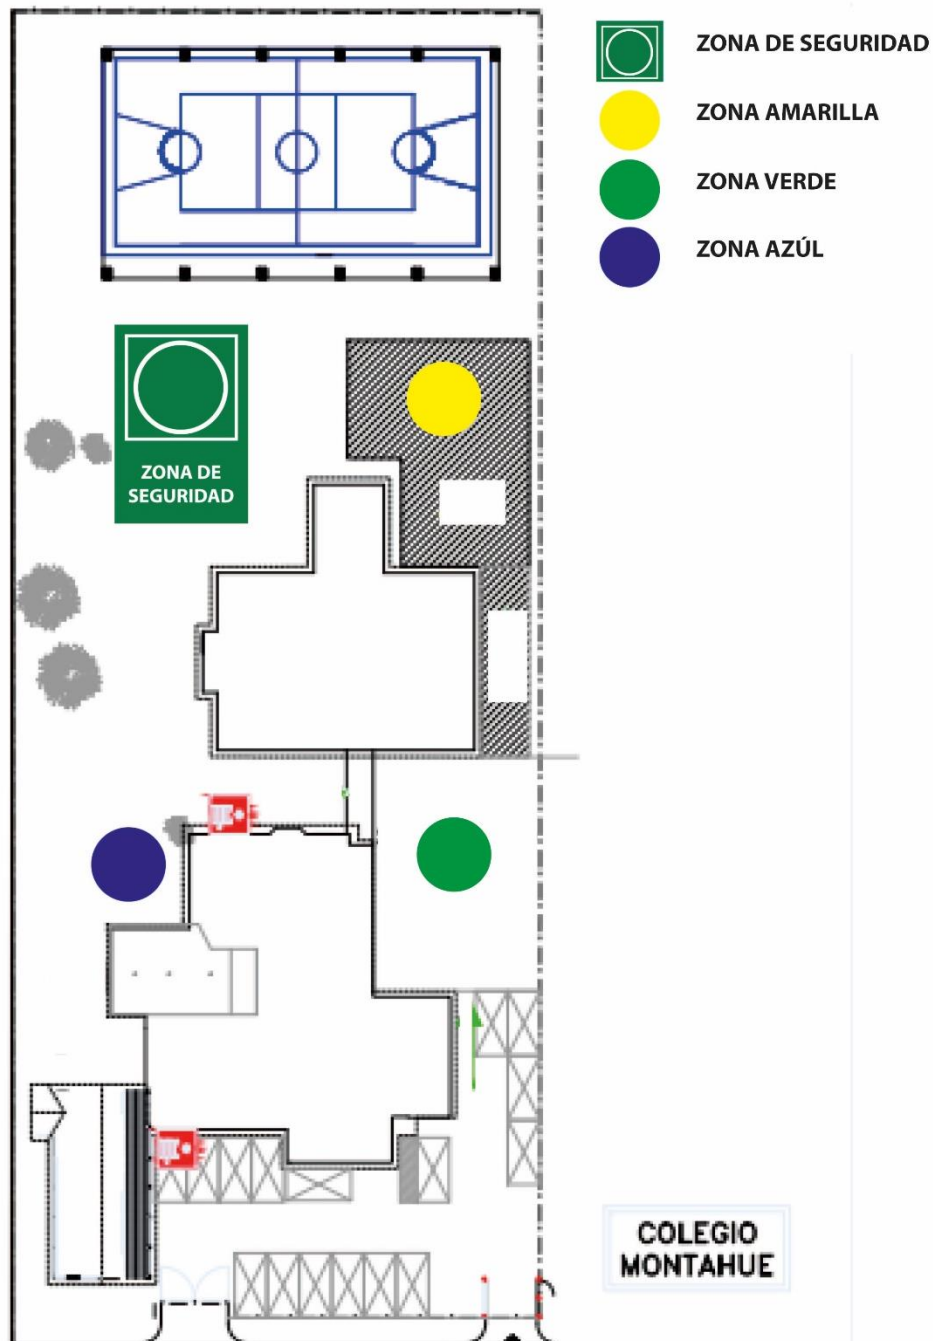 ZONA DE SEGURIDAD
ZONA AMARILLA
ZONA VERDE
ZONA AZÚL
ZONA DE
SEGURIDAD
COLEGIO
MONTAHUE